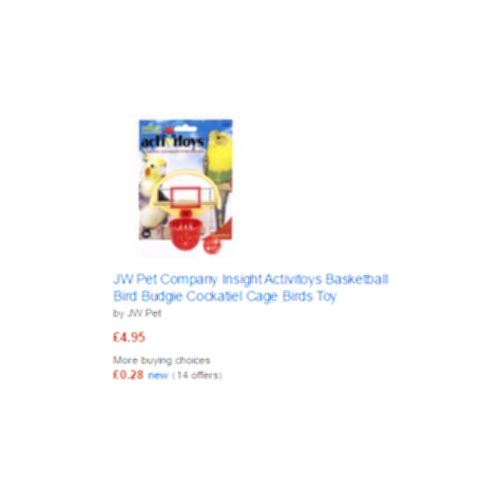 activitoys
JW Pet Company Insight Activitoys Basketball
Bird Budgie Cockatiel Cage Birds Toy
by JW Pet
£4.95
More buying choices
£0.28 new (14 offers)